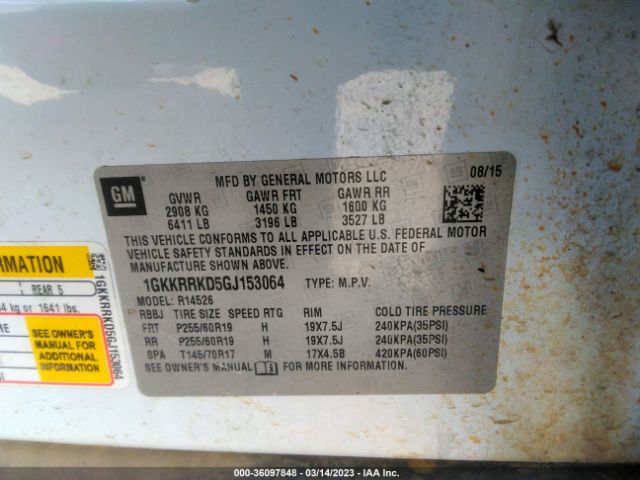 MFD BY GENERAL MOTORS LLC 08/15
GM
GVWR GAWR FRT GAWR RR
2908 KG 1450 KG 1600 KG
6411 LB 3196 LB 3527 LB
THIS VEHICLE CONFORMS TO ALL APPLICABLE U.S. FEDERAL MOTOR
VEHICLE SAFETY STANDARDS IN EFFECT ON THE DATE OF
MANUFACTURE SHOWN ABOVE.
1GKKRRKD5GJ153064 TYPE: M.P.V.
MODEL: R14526
RBBJ TIRE SIZE SPEED RTG RIM COLD TIRE PRESSURE
FRT P255/60R19 H 19X7.5J 240KPA(35PSI)
RR P255/60R19 H 19X7.5J 240KPA(35PSI)
SPA T145/70R17 M 17X4.5B 420KPA(60PSI)
SEE OWNER'S MANUAL FOR MORE INFORMATION.
REAR 5
kg or 1641 lbs.
SEE OWNER'S
MANUAL FOR
ADDITIONAL
INFORMATION
1GKKRRKD5GJ153064
000-36097848 — 03/14/2023 — IAA Inc.